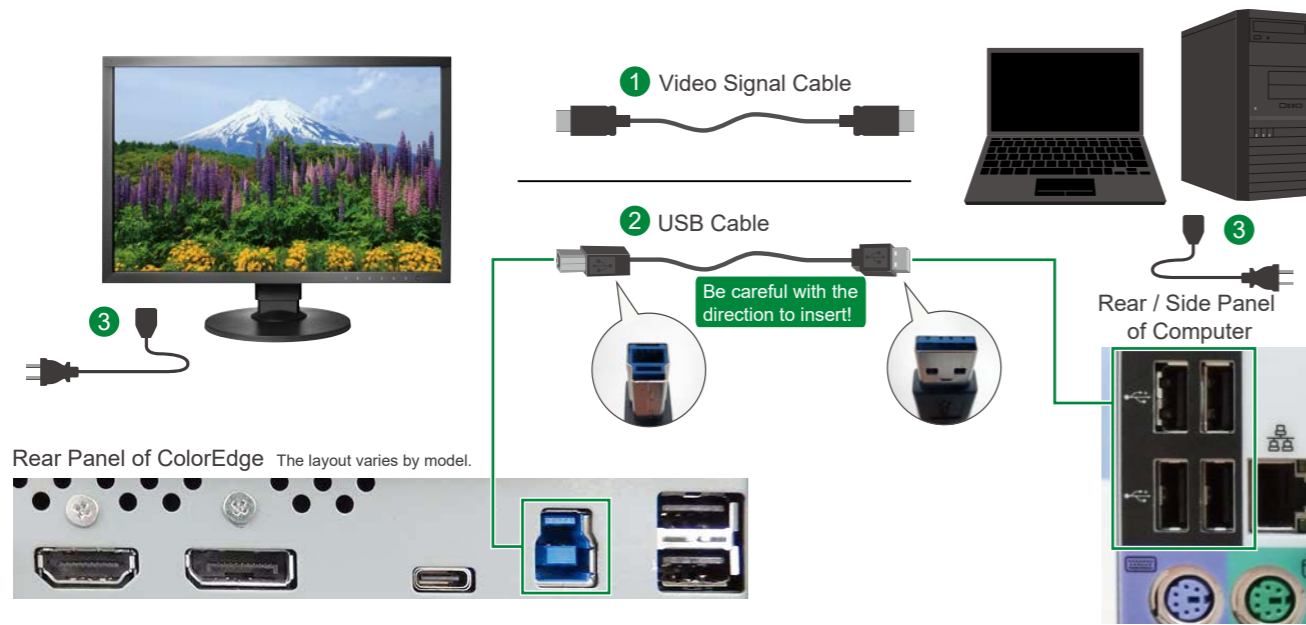 1 Video Signal Cable
2 USB Cable
Be careful with the
direction to insert!
3
3
Rear / Side Panel
of Computer
Rear Panel of ColorEdge The layout varies by model.